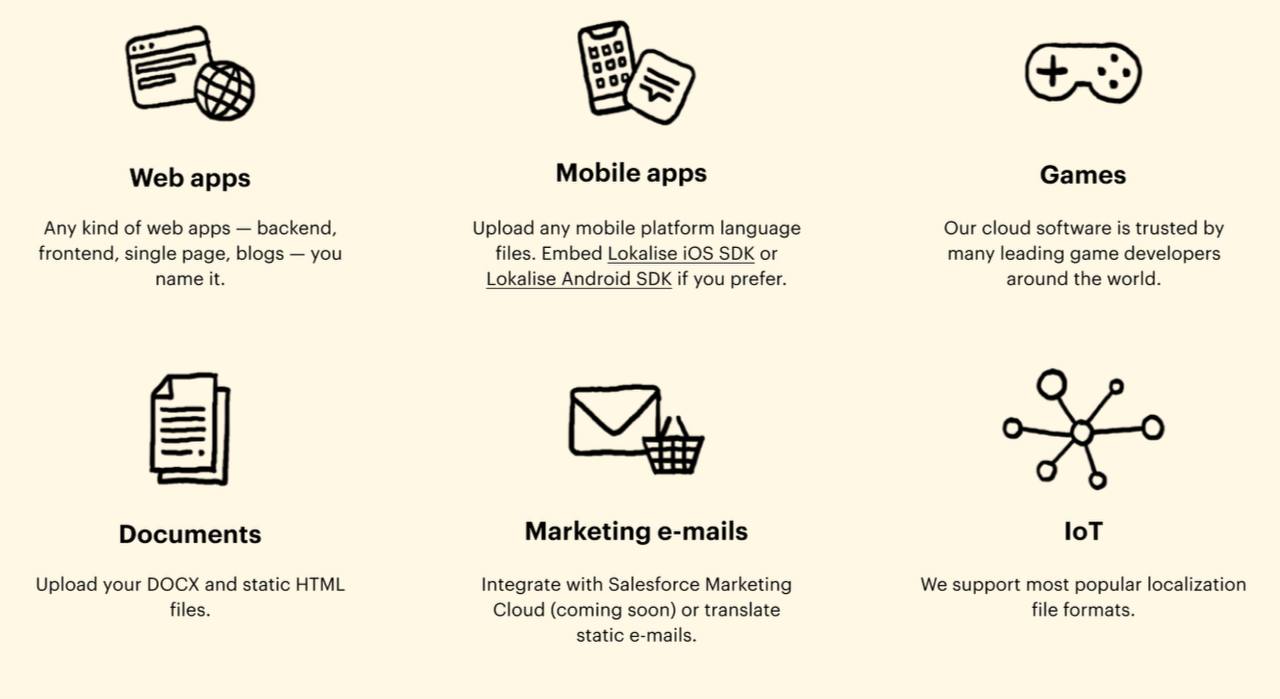 Web apps
Any kind of web apps — backend,
frontend, single page, blogs — you
name it.
Mobile apps
Upload any mobile platform language
files. Embed Lokalise iOS SDK or
Lokalise Android SDK if you prefer.
Games
Our cloud software is trusted by
many leading game developers
around the world.
Documents
Upload your DOCX and static HTML
files.
Marketing e-mails
Integrate with Salesforce Marketing
Cloud (coming soon) or translate
static e-mails.
IoT
We support most popular localization
file formats.